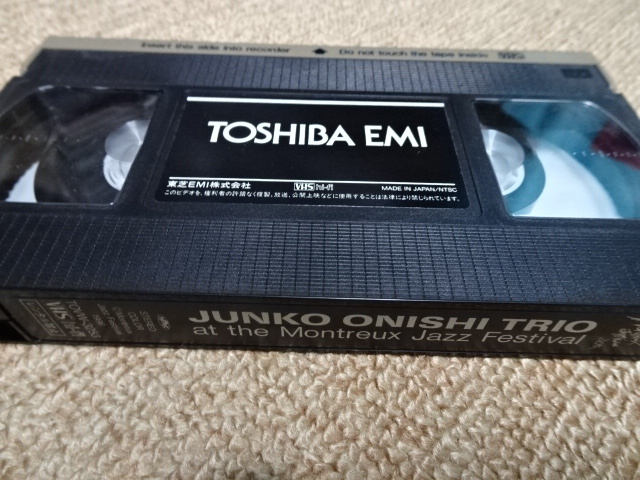 Insert this side into recorder Do not touch the tape inside VHS
TOSHIBA EMI
東芝EMI株式会社 VHS MADE IN JAPAN/NTSC
このビデオを、権利者の許諾なく複製、放送、公開上映などに使用することは法律により禁じられています。
JUNKO ONISHI TRIO
at the Montreux Jazz Festival
VHS